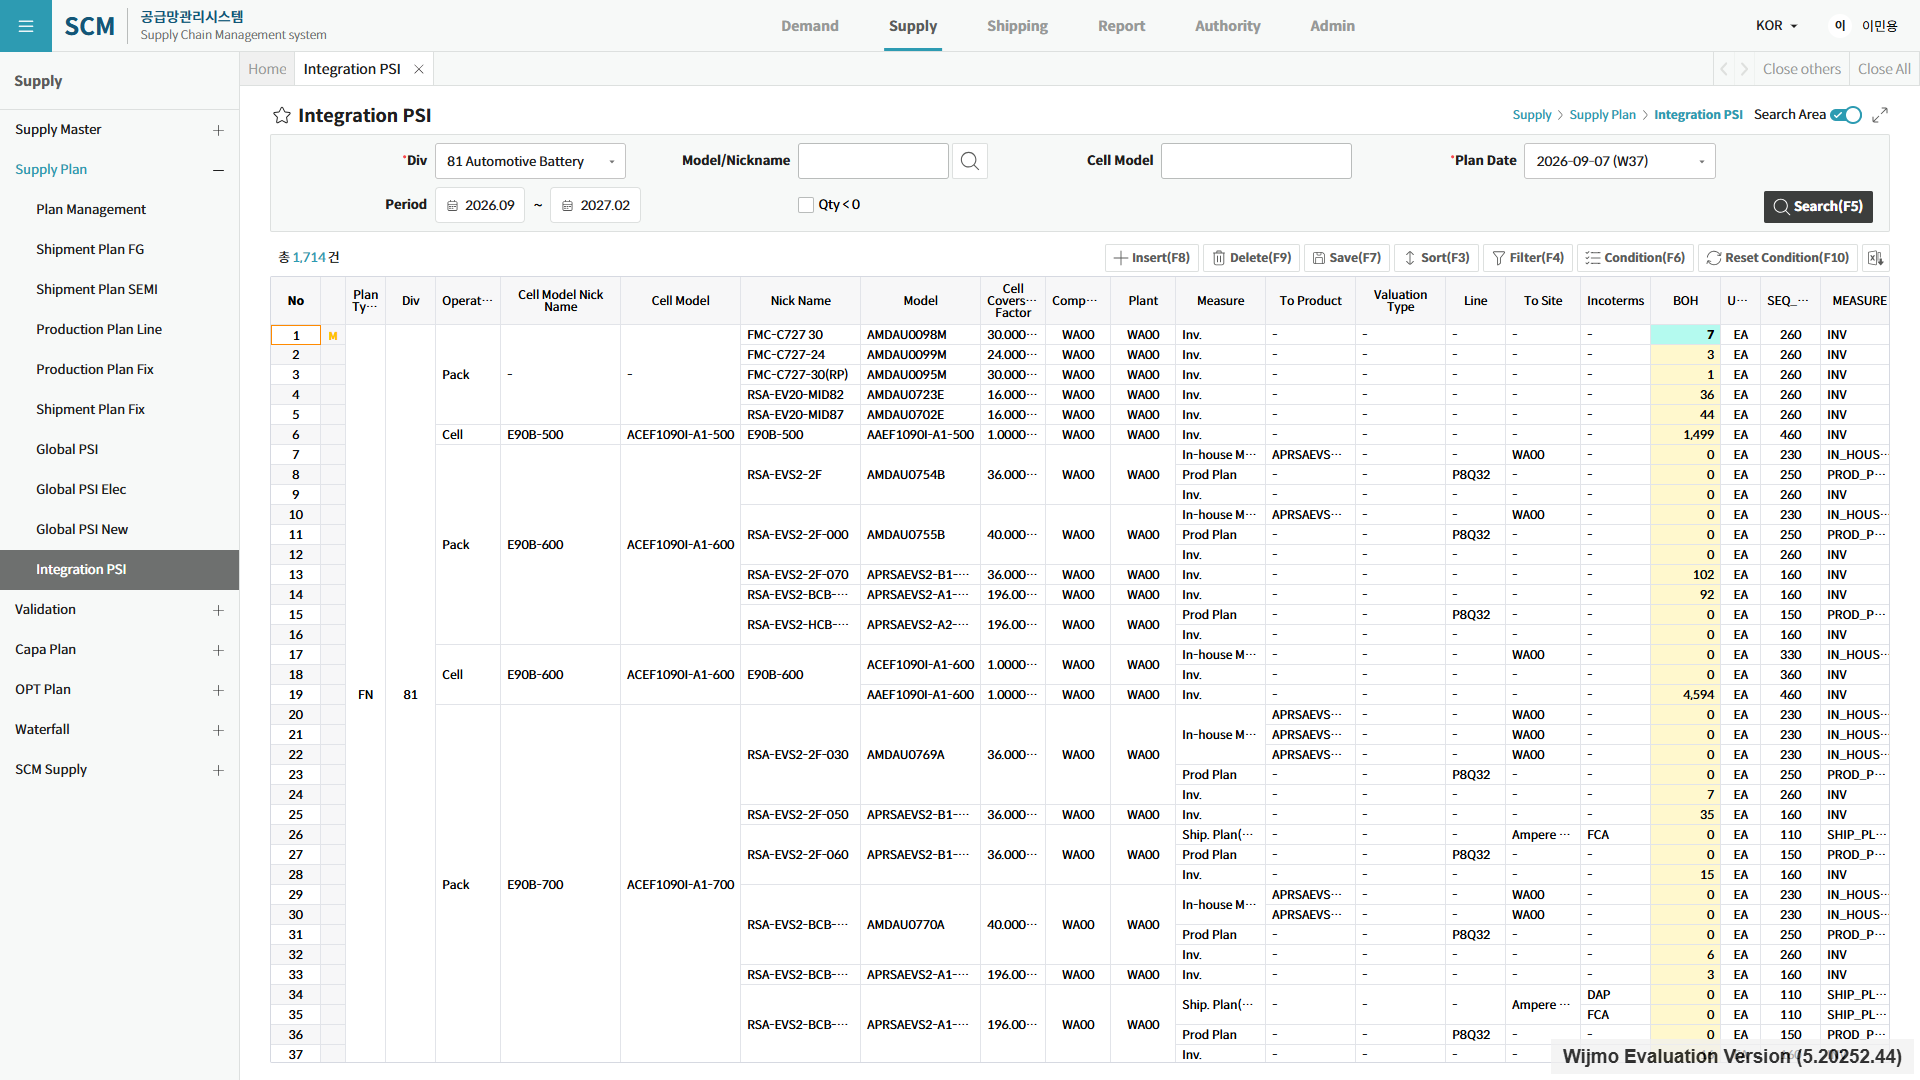 SCM
공급망관리시스템
Supply Chain Management system
Demand
Supply
Shipping
Report
Authority
Admin
KOR
이
이민용
Supply
Home
Integration PSI
Close others
Close All
Supply Master
Supply Plan
Plan Management
Shipment Plan FG
Shipment Plan SEMI
Production Plan Line
Production Plan Fix
Shipment Plan Fix
Global PSI
Global PSI Elec
Global PSI New
Integration PSI
Validation
Capa Plan
OPT Plan
Waterfall
SCM Supply
Integration PSI
Supply > Supply Plan > Integration PSI
Search Area
*Div 81 Automotive Battery
Model/Nickname
Cell Model
*Plan Date 2026-09-07 (W37)
Period 2026.09 ~ 2027.02
Qty < 0
Search(F5)
총 1,714 건
Insert(F8) Delete(F9) Save(F7) Sort(F3) Filter(F4) Condition(F6) Reset Condition(F10)
No Plan Ty··· Div Operat··· Cell Model Nick Name Cell Model Nick Name Model Cell Covers··· Factor Comp··· Plant Measure To Product Valuation Type Line To Site Incoterms BOH U··· SEQ_··· MEASURE
FN 81
1 M Pack - - FMC-C727 30 AMDAU0098M 30.000··· WA00 WA00 Inv. - - - - - 7 EA 260 INV
2 FMC-C727-24 AMDAU0099M 24.000··· WA00 WA00 Inv. - - - - - 3 EA 260 INV
3 FMC-C727-30(RP) AMDAU0095M 30.000··· WA00 WA00 Inv. - - - - - 1 EA 260 INV
4 RSA-EV20-MID82 AMDAU0723E 16.000··· WA00 WA00 Inv. - - - - - 36 EA 260 INV
5 RSA-EV20-MID87 AMDAU0702E 16.000··· WA00 WA00 Inv. - - - - - 44 EA 260 INV
6 Cell E90B-500 ACEF1090I-A1-500 E90B-500 AAEF1090I-A1-500 1.0000··· WA00 WA00 Inv. - - - - - 1,499 EA 460 INV
7 Pack E90B-600 ACEF1090I-A1-600 RSA-EVS2-2F AMDAU0754B 36.000··· WA00 WA00 In-house M··· APRSAEVS··· - - WA00 - 0 EA 230 IN_HOUS···
8 Prod Plan - - P8Q32 - - 0 EA 250 PROD_P···
9 Inv. - - - - - 0 EA 260 INV
10 RSA-EVS2-2F-000 AMDAU0755B 40.000··· WA00 WA00 In-house M··· APRSAEVS··· - - WA00 - 0 EA 230 IN_HOUS···
11 Prod Plan - - P8Q32 - - 0 EA 250 PROD_P···
12 Inv. - - - - - 0 EA 260 INV
13 RSA-EVS2-2F-070 APRSAEVS2-B1-··· 36.000··· WA00 WA00 Inv. - - - - - 102 EA 160 INV
14 RSA-EVS2-BCB-··· APRSAEVS2-A1-··· 196.00··· WA00 WA00 Inv. - - - - - 92 EA 160 INV
15 RSA-EVS2-HCB-··· APRSAEVS2-A2-··· 196.00··· WA00 WA00 Prod Plan - - P8Q32 - - 0 EA 150 PROD_P···
16 Inv. - - - - - 0 EA 160 INV
17 Cell E90B-600 ACEF1090I-A1-600 E90B-600 ACEF1090I-A1-600 1.0000··· WA00 WA00 In-house M··· - - - WA00 - 0 EA 330 IN_HOUS···
18 Inv. - - - - - 0 EA 360 INV
19 AAEF1090I-A1-600 1.0000··· WA00 WA00 Inv. - - - - - 4,594 EA 460 INV
20 Pack E90B-700 ACEF1090I-A1-700 RSA-EVS2-2F-030 AMDAU0769A 36.000··· WA00 WA00 In-house M··· APRSAEVS··· - - WA00 - 0 EA 230 IN_HOUS···
21 APRSAEVS··· - - WA00 - 0 EA 230 IN_HOUS···
22 APRSAEVS··· - - WA00 - 0 EA 230 IN_HOUS···
23 Prod Plan - - P8Q32 - - 0 EA 250 PROD_P···
24 Inv. - - - - - 7 EA 260 INV
25 RSA-EVS2-2F-050 APRSAEVS2-B1-··· 36.000··· WA00 WA00 Inv. - - - - - 35 EA 160 INV
26 RSA-EVS2-2F-060 APRSAEVS2-B1-··· 36.000··· WA00 WA00 Ship. Plan(··· - - - Ampere ··· FCA 0 EA 110 SHIP_PL···
27 Prod Plan - - P8Q32 - - 0 EA 150 PROD_P···
28 Inv. - - - - - 15 EA 160 INV
29 RSA-EVS2-BCB-··· AMDAU0770A 40.000··· WA00 WA00 In-house M··· APRSAEVS··· - - WA00 - 0 EA 230 IN_HOUS···
30 APRSAEVS··· - - WA00 - 0 EA 230 IN_HOUS···
31 Prod Plan - - P8Q32 - - 0 EA 250 PROD_P···
32 Inv. - - - - - 6 EA 260 INV
33 RSA-EVS2-BCB-··· APRSAEVS2-A1-··· 196.00··· WA00 WA00 Inv. - - - - - 3 EA 160 INV
34 RSA-EVS2-BCB-··· APRSAEVS2-A1-··· 196.00··· WA00 WA00 Ship. Plan(··· - - - Ampere ··· DAP 0 EA 110 SHIP_PL···
35 FCA 0 EA 110 SHIP_PL···
36 Prod Plan - - P8Q32 - - 0 EA 150 PROD_P···
37 Inv. - - - -
Wijmo Evaluation Version (5.20252.44)